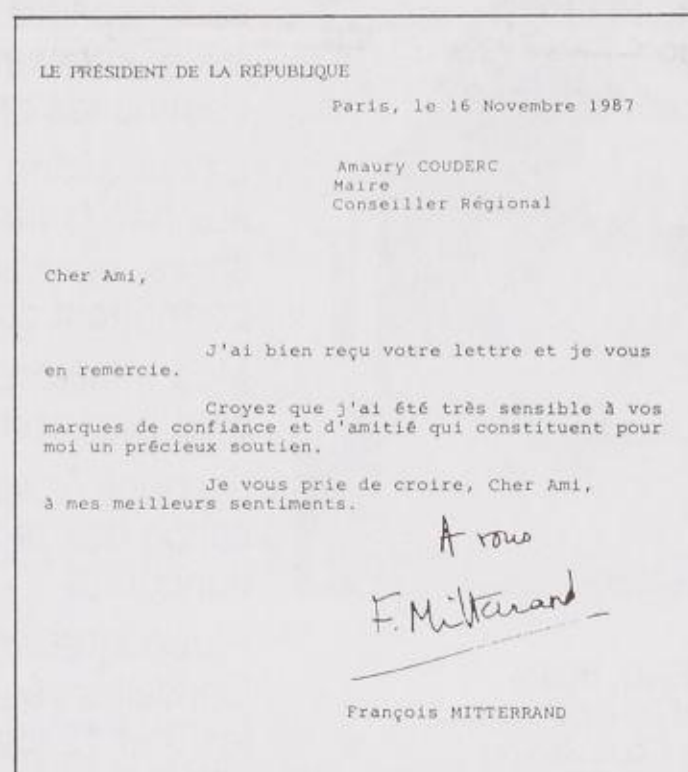 LE PRÉSIDENT DE LA RÉPUBLIQUE
Paris, le 16 Novembre 1987
Amaury COUDERC
Maire
Conseiller Régional
Cher Ami,
J'ai bien reçu votre lettre et je vous
en remercie.
Croyez que j'ai été très sensible à vos
marques de confiance et d'amitié qui constituent pour
moi un précieux soutien.
Je vous prie de croire, Cher Ami,
à mes meilleurs sentiments.
A vous
F. Mitterrand
François MITTERRAND